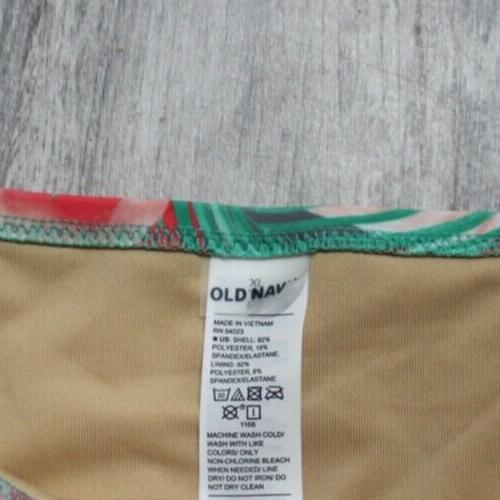 XL
OLD NAVY
MADE IN VIETNAM
RN 54023
■ US: SHELL: 82%
POLYESTER, 18%
SPANDEX/ELASTANE,
LINING: 92%
POLYESTER, 8%
SPANDEX/ELASTANE
1166
MACHINE WASH COLD/
WASH WITH LIKE
COLORS/ ONLY
NON-CHLORINE BLEACH
WHEN NEEDED/ LINE
DRY/ DO NOT IRON/ DO
NOT DRY CLEAN